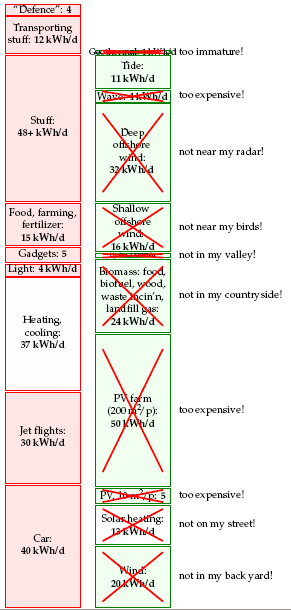 "Defence": 4
Transporting
stuff: 12 kWh/d
Stuff:
48+ kWh/d
Food, farming,
fertilizer:
15 kWh/d
Gadgets: 5
Light: 4 kWh/d
Heating,
cooling:
37 kWh/d
Jet flights:
30 kWh/d
Car:
40 kWh/d
Geothermal: 1 kWh/d
Tide:
11 kWh/d
Wave: 4 kWh/d
Deep
offshore
wind:
32 kWh/d
Shallow
offshore
wind:
16 kWh/d
Biomass: food,
biofuel, wood,
waste incin'n,
landfill gas:
24 kWh/d
PV farm
(200 m²/p):
50 kWh/d
PV, 10 m²/p: 5
Solar heating:
13 kWh/d
Wind:
20 kWh/d
too immature!
too expensive!
not near my radar!
not near my birds!
not in my valley!
not in my countryside!
too expensive!
too expensive!
not on my street!
not in my back yard!